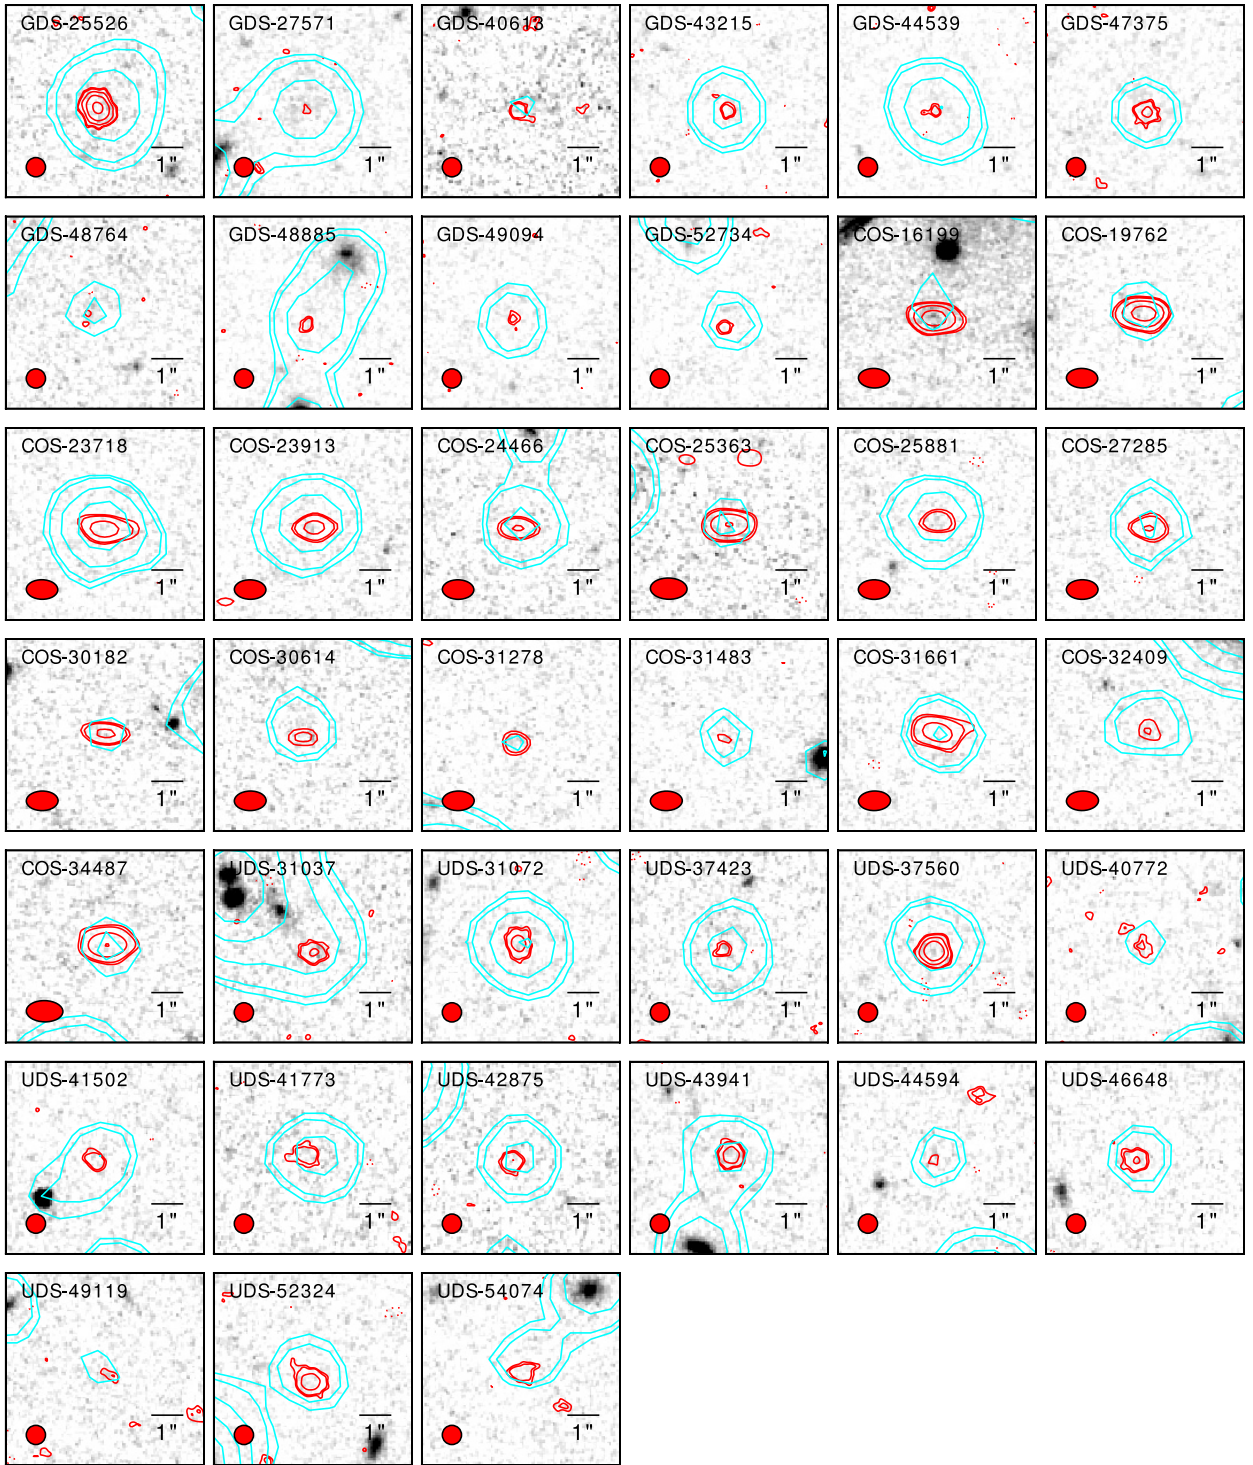 GDS-25526 GDS-27571 GDS-40613 GDS-43215 GDS-44539 GDS-47375
1" 1" 1" 1" 1" 1"
GDS-48764 GDS-48885 GDS-49094 GDS-52734 COS-16199 COS-19762
1" 1" 1" 1" 1" 1"
COS-23718 COS-23913 COS-24466 COS-25363 COS-25881 COS-27285
1" 1" 1" 1" 1" 1"
COS-30182 COS-30614 COS-31278 COS-31483 COS-31661 COS-32409
1" 1" 1" 1" 1" 1"
COS-34487 UDS-31037 UDS-31072 UDS-37423 UDS-37560 UDS-40772
1" 1" 1" 1" 1" 1"
UDS-41502 UDS-41773 UDS-42875 UDS-43941 UDS-44594 UDS-46648
1" 1" 1" 1" 1" 1"
UDS-49119 UDS-52324 UDS-54074
1" 1" 1"